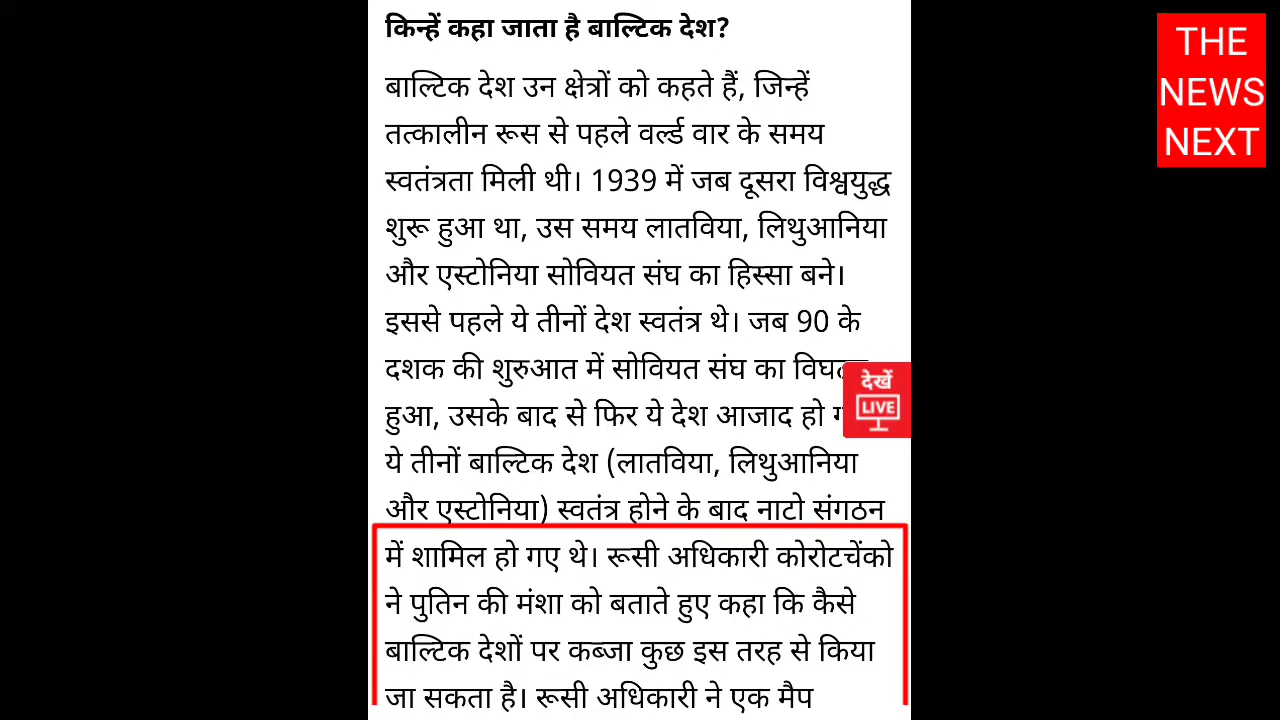 किन्हें कहा जाता है बाल्टिक देश?
बाल्टिक देश उन क्षेत्रों को कहते हैं, जिन्हें
तत्कालीन रूस से पहले वर्ल्ड वार के समय
स्वतंत्रता मिली थी। 1939 में जब दूसरा विश्वयुद्ध
शुरू हुआ था, उस समय लातविया, लिथुआनिया
और एस्टोनिया सोवियत संघ का हिस्सा बने।
इससे पहले ये तीनों देश स्वतंत्र थे। जब 90 के
दशक की शुरुआत में सोवियत संघ का
हुआ, उसके बाद से फिर ये देश आजाद हो
ये तीनों बाल्टिक देश (लातविया, लिथुआनिया
और एस्टोनिया) स्वतंत्र होने के बाद नाटो संगठन
में शामिल हो गए थे। रूसी अधिकारी कोरोटचेंको
ने पुतिन की मंशा को बताते हुए कहा कि कैसे
बाल्टिक देशों पर कब्जा कुछ इस तरह से किया
जा सकता है। रूसी अधिकारी ने एक मैप
देखें
LIVE
THE
NEWS
NEXT